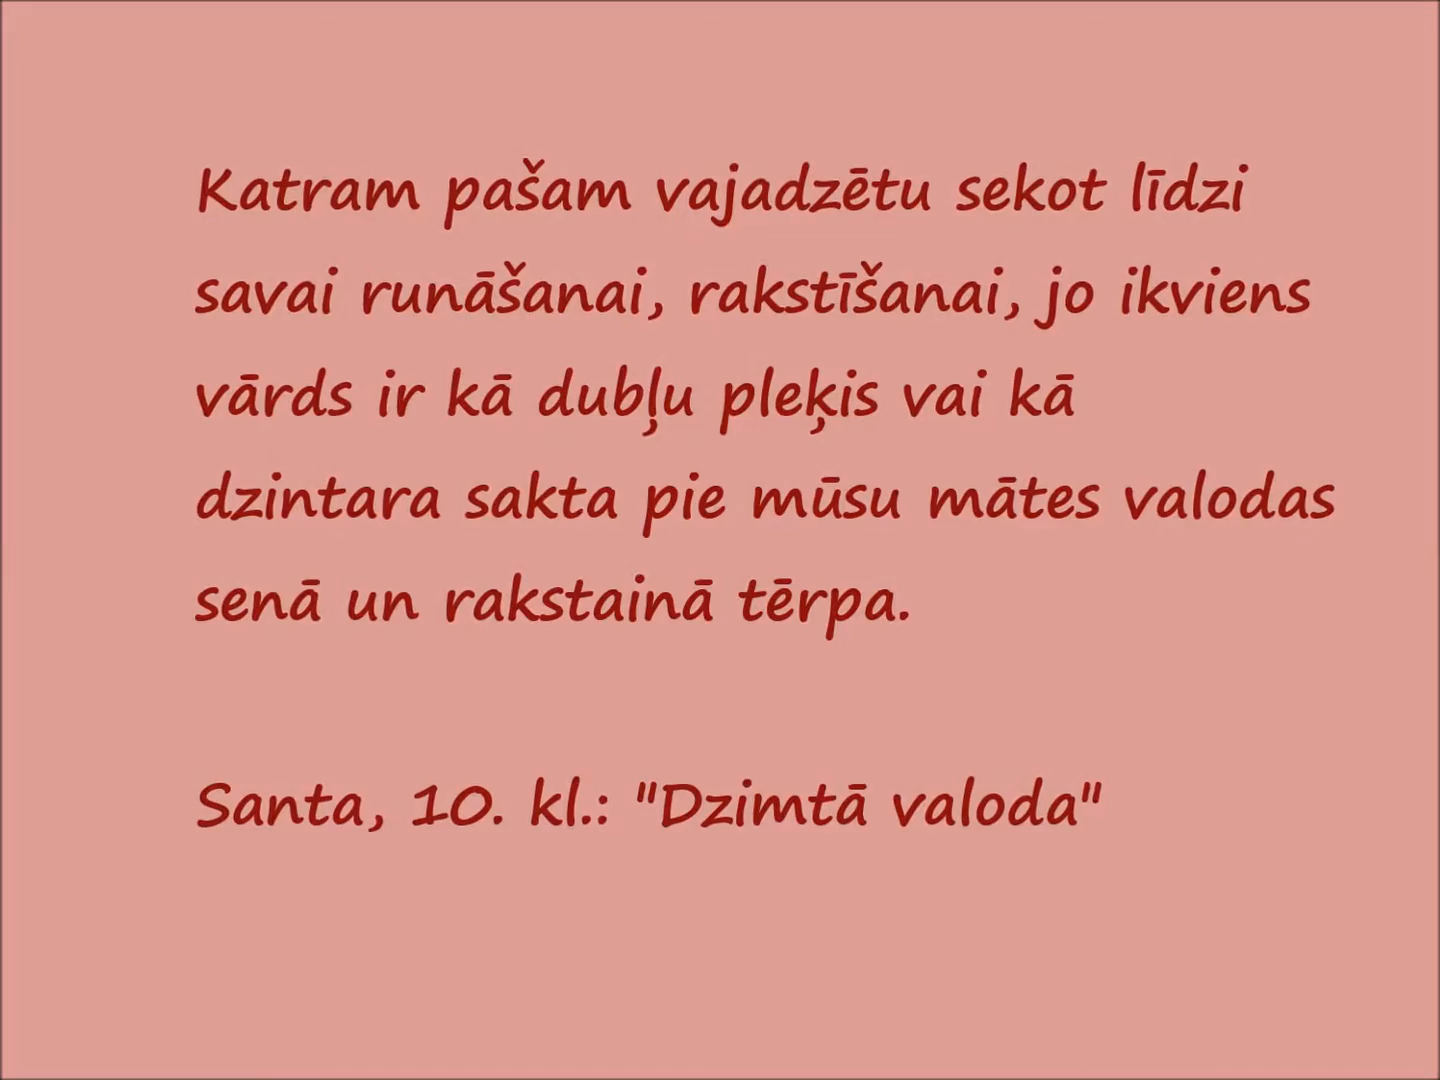 Katram pašam vajadzētu sekot līdzi
savai runāšanai, rakstīšanai, jo ikviens
vārds ir kā dubļu pleķis vai kā
dzintara sakta pie mūsu mātes valodas
senā un rakstainā tērpa.
Santa, 10. kl.: "Dzimtā valoda"